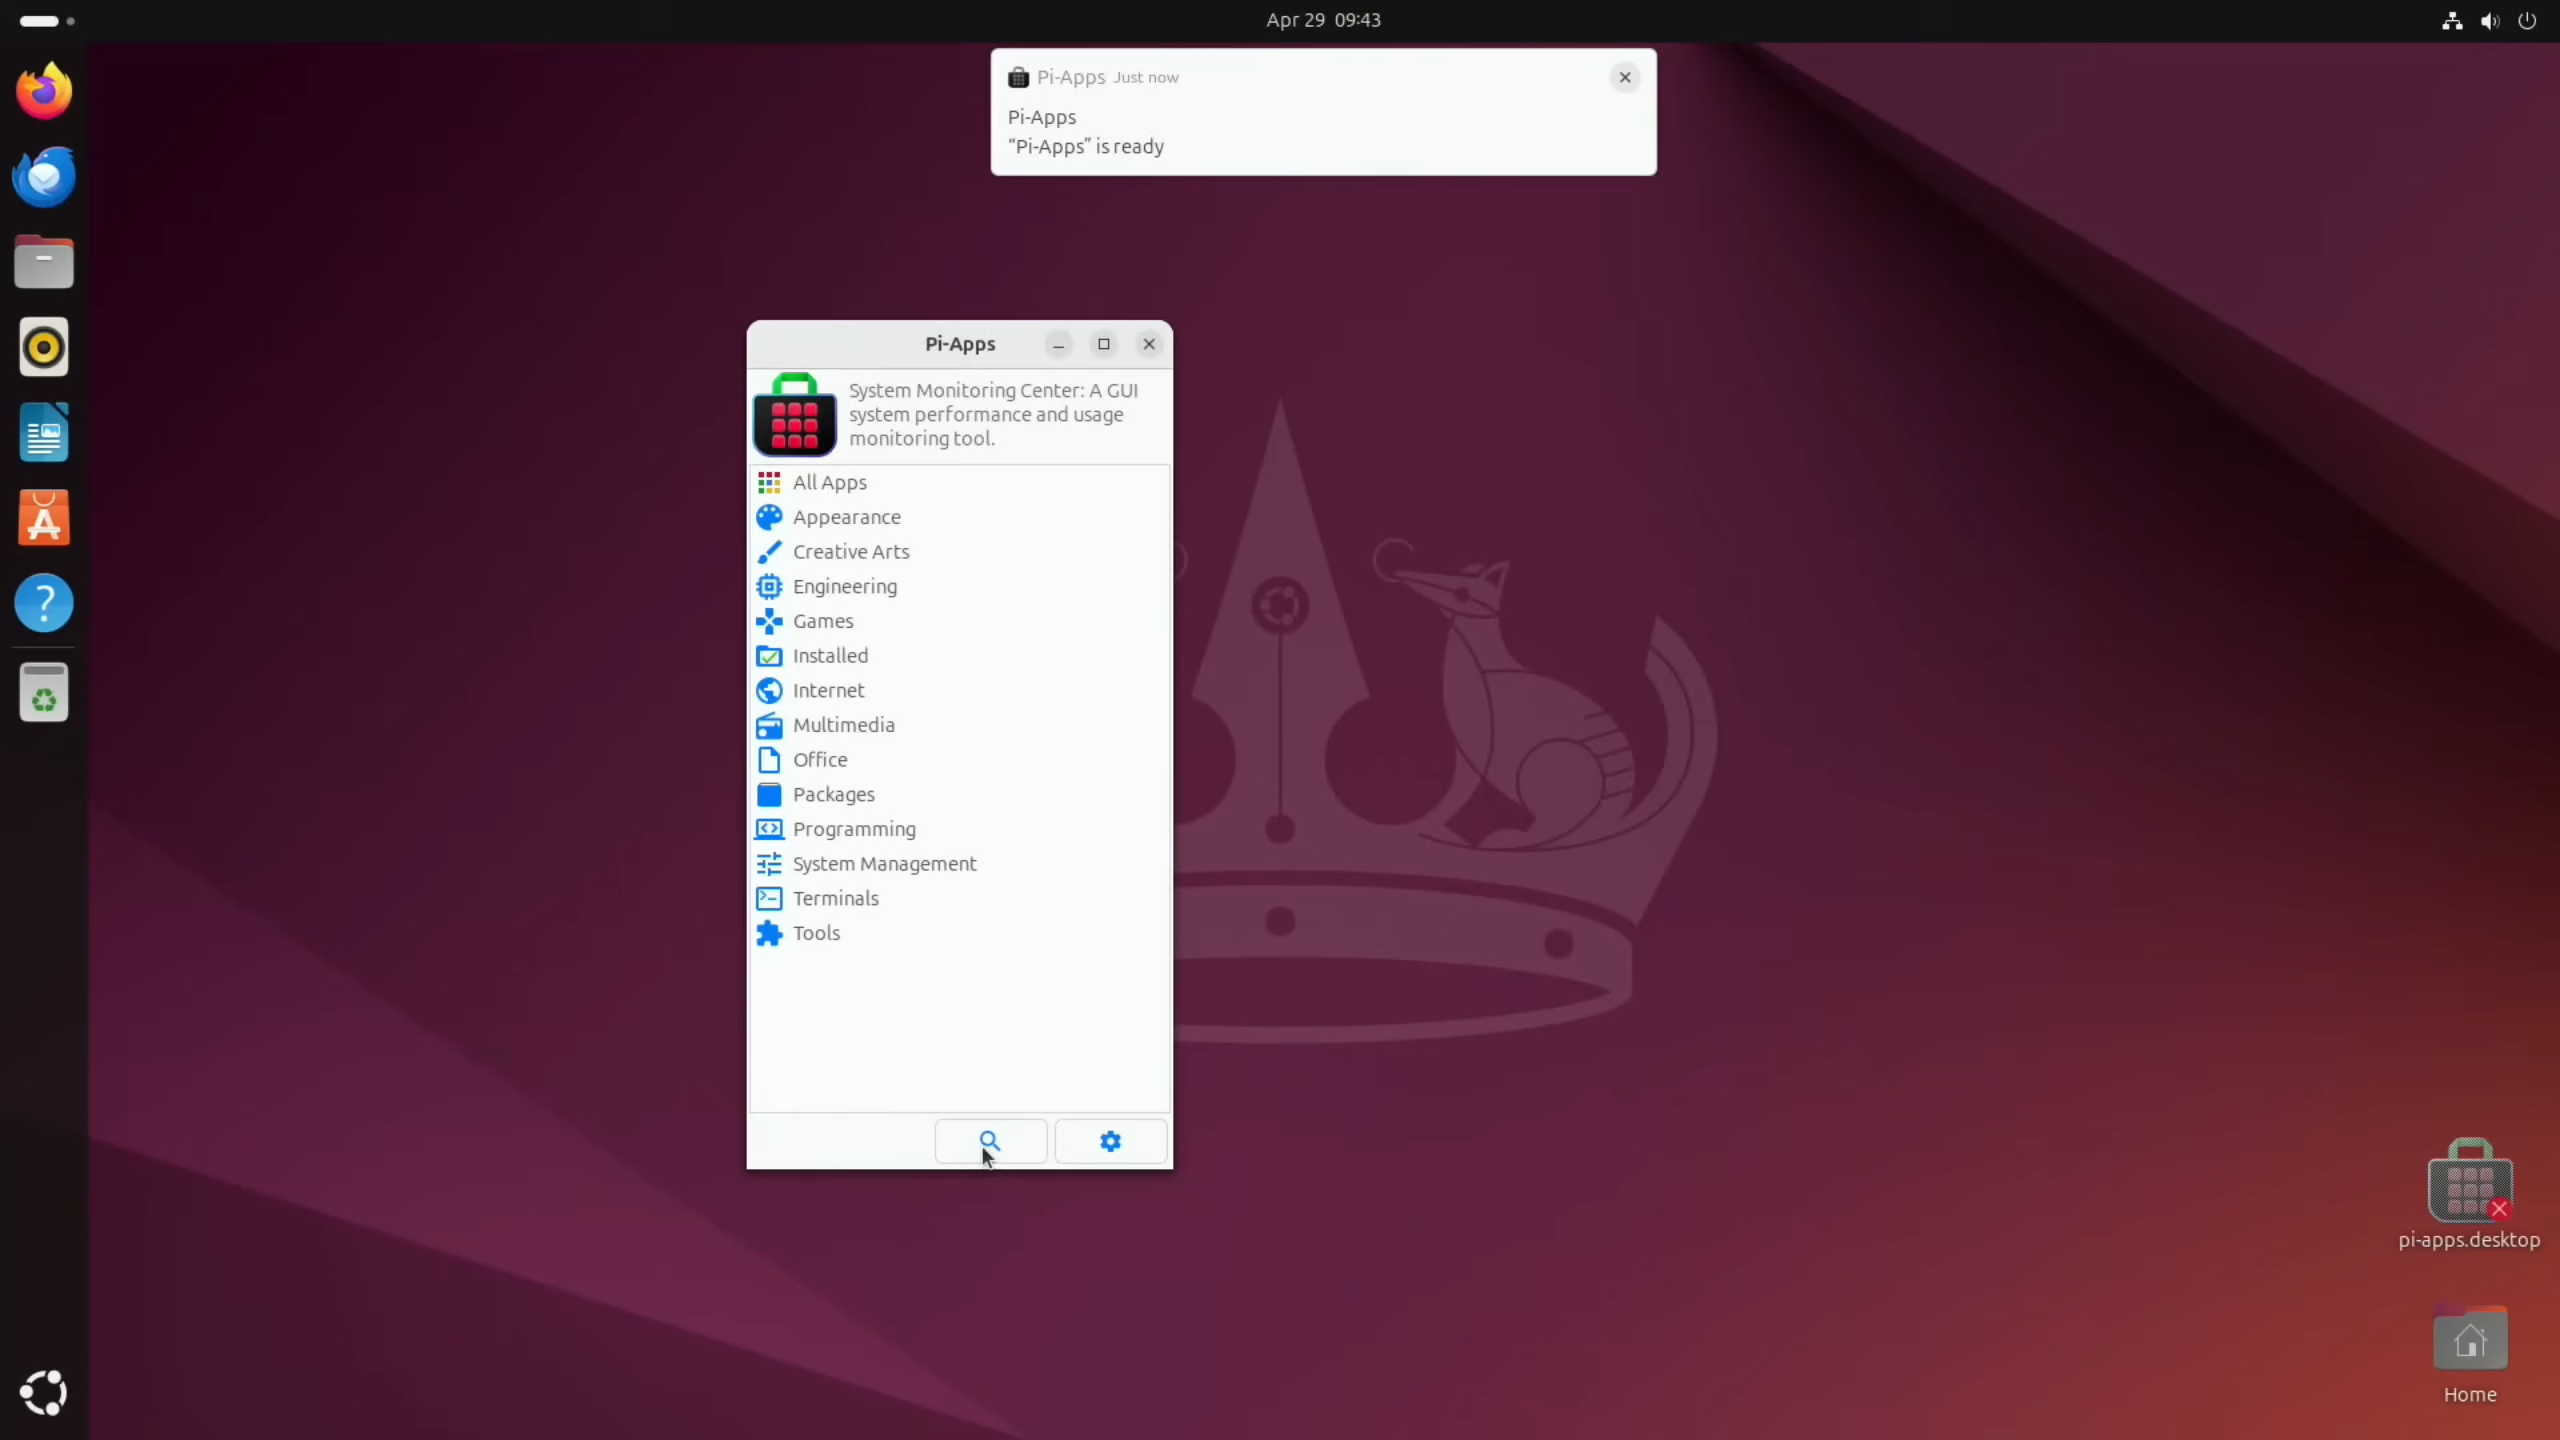 Apr 29 09:43
Pi-Apps Just now
Pi-Apps
“Pi-Apps” is ready
Pi-Apps
System Monitoring Center: A GUI
system performance and usage
monitoring tool.
All Apps
Appearance
Creative Arts
Engineering
Games
Installed
Internet
Multimedia
Office
Packages
Programming
System Management
Terminals
Tools
pi-apps.desktop
Home